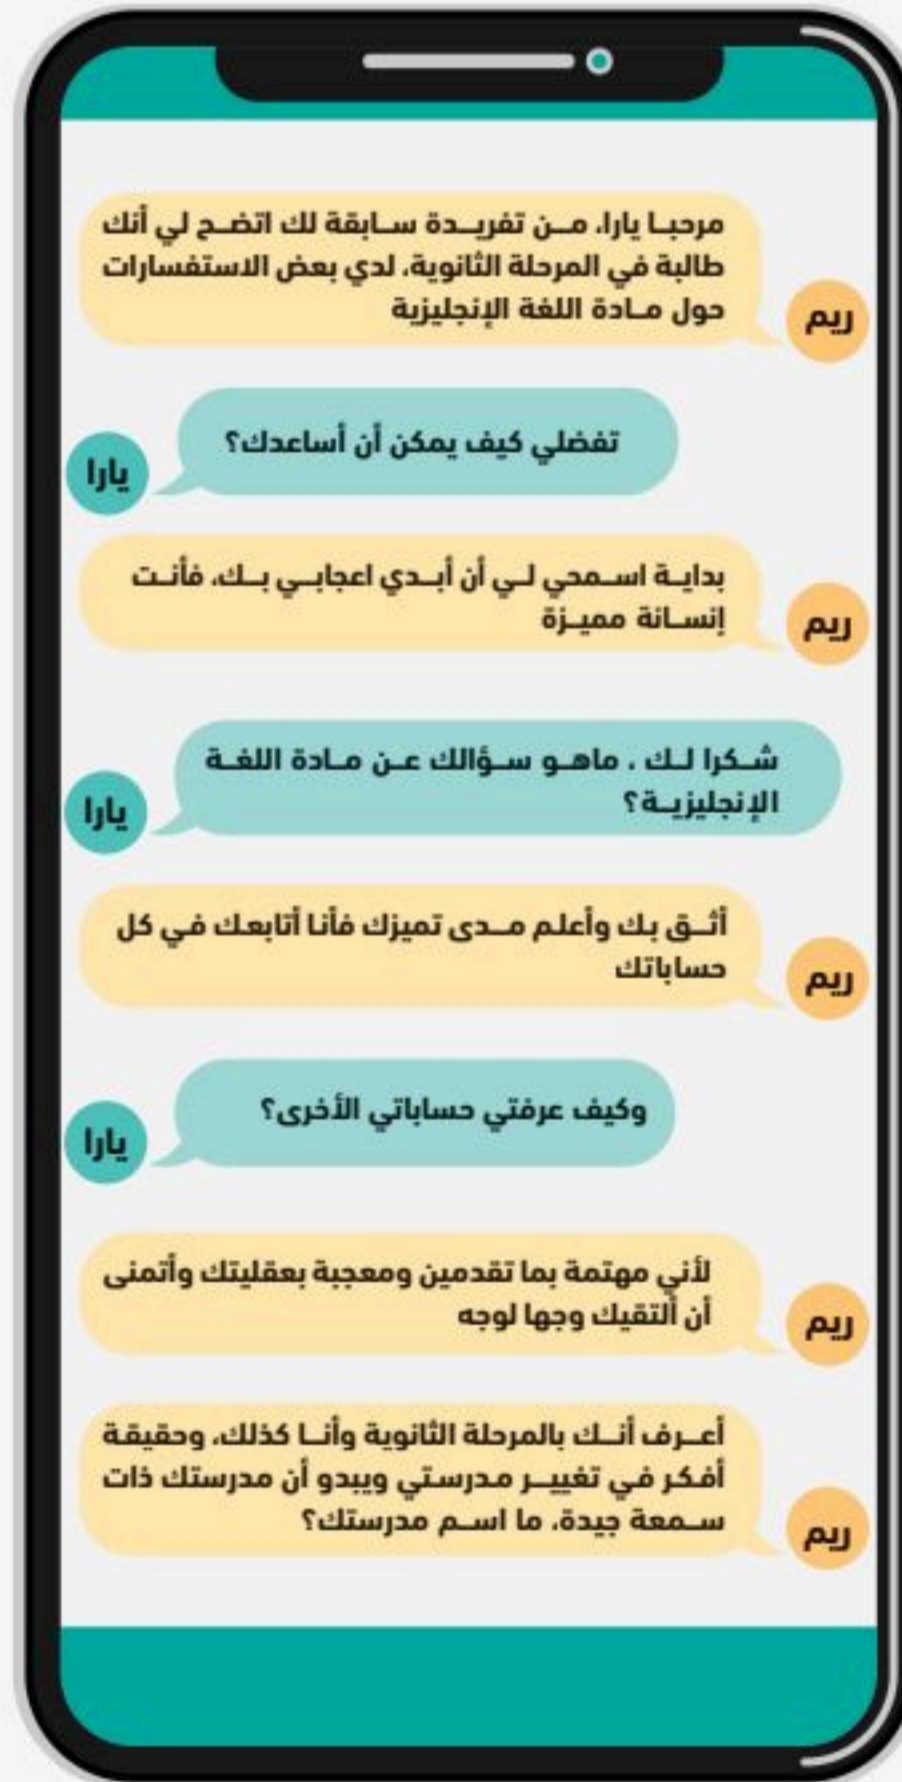 مرحبا يارا، من تغريدة سابقة لك اتضح لي أنك
طالبة في المرحلة الثانوية، لدي بعض الاستفسارات
حول مادة اللغة الإنجليزية
ريم
تفضلي كيف يمكن أن أساعدك؟
يارا
بداية اسمحي لي أن أبدي اعجابي بك، فأنت
إنسانة مميزة
ريم
شكرا لك . ماهو سؤالك عن مادة اللغة
الإنجليزية؟
يارا
أثق بك وأعلم مدى تميزك فأنا أتابعك في كل
حساباتك
ريم
وكيف عرفتي حساباتي الأخرى؟
يارا
لأني مهتمة بما تقدمين ومعجبة بعقليتك وأتمنى
أن ألتقيك وجها لوجه
ريم
أعرف أنك بالمرحلة الثانوية وأنا كذلك، وحقيقة
أفكر في تغيير مدرستي ويبدو أن مدرستك ذات
سمعة جيدة، ما اسم مدرستك؟
ريم